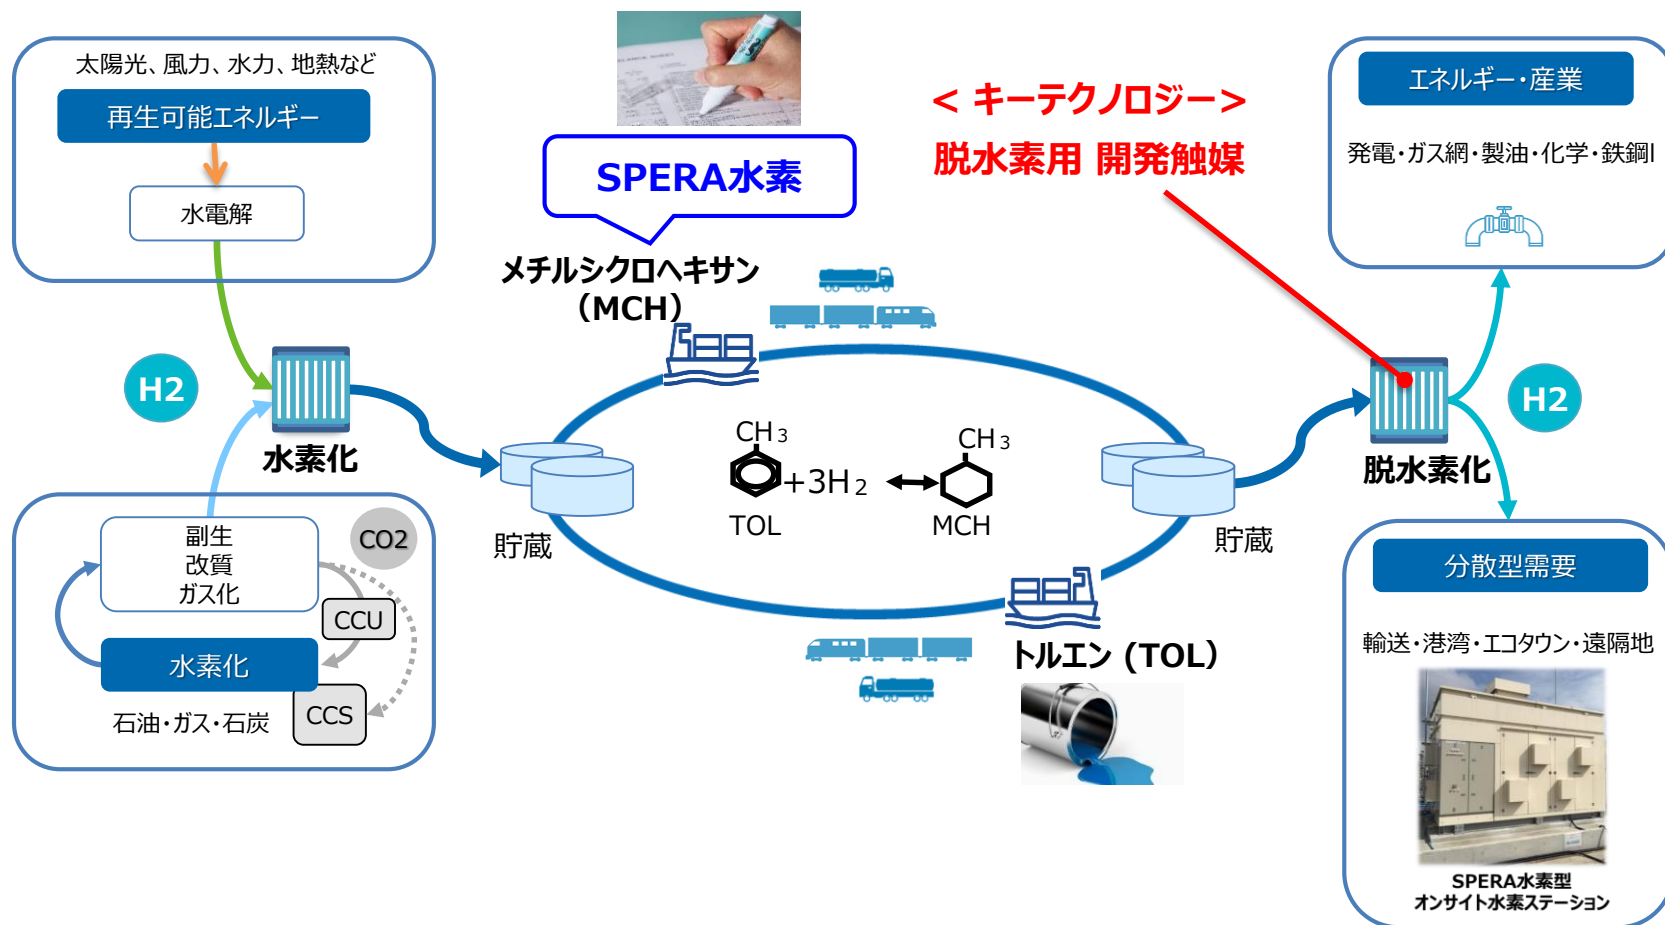 太陽光、風力、水力、地熱など
再生可能エネルギー
水電解
H2
水素化
副生
改質
ガス化
CO2
CCU
水素化
CCS
石油・ガス・石炭
SPERA水素
メチルシクロヘキサン
(MCH)
貯蔵
CH3
+3H2
TOL
CH3
MCH
貯蔵
トルエン (TOL)
< キーテクノロジー>
脱水素用 開発触媒
脱水素化
H2
エネルギー・産業
発電・ガス網・製油・化学・鉄鋼l
分散型需要
輸送・港湾・エコタウン・遠隔地
SPERA水素型
オンサイト水素ステーション